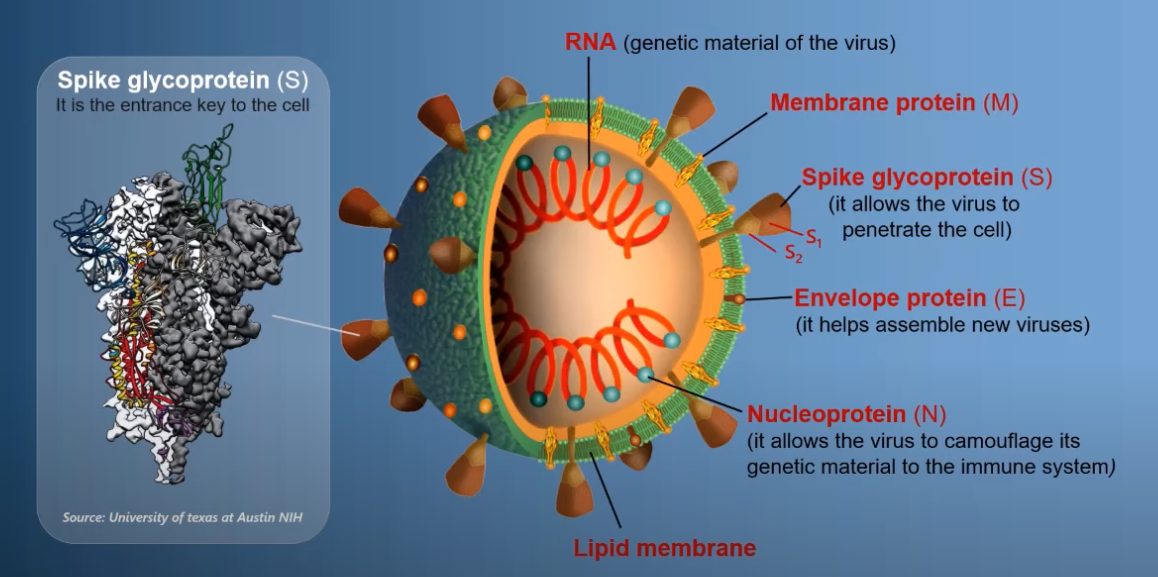 Spike glycoprotein (S)
It is the entrance key to the cell
Source: University of texas at Austin NIH
RNA (genetic material of the virus)
Membrane protein (M)
Spike glycoprotein (S)
(it allows the virus to
penetrate the cell)
S1
S2
Envelope protein (E)
(it helps assemble new viruses)
Nucleoprotein (N)
(it allows the virus to camouflage its
genetic material to the immune system)
Lipid membrane